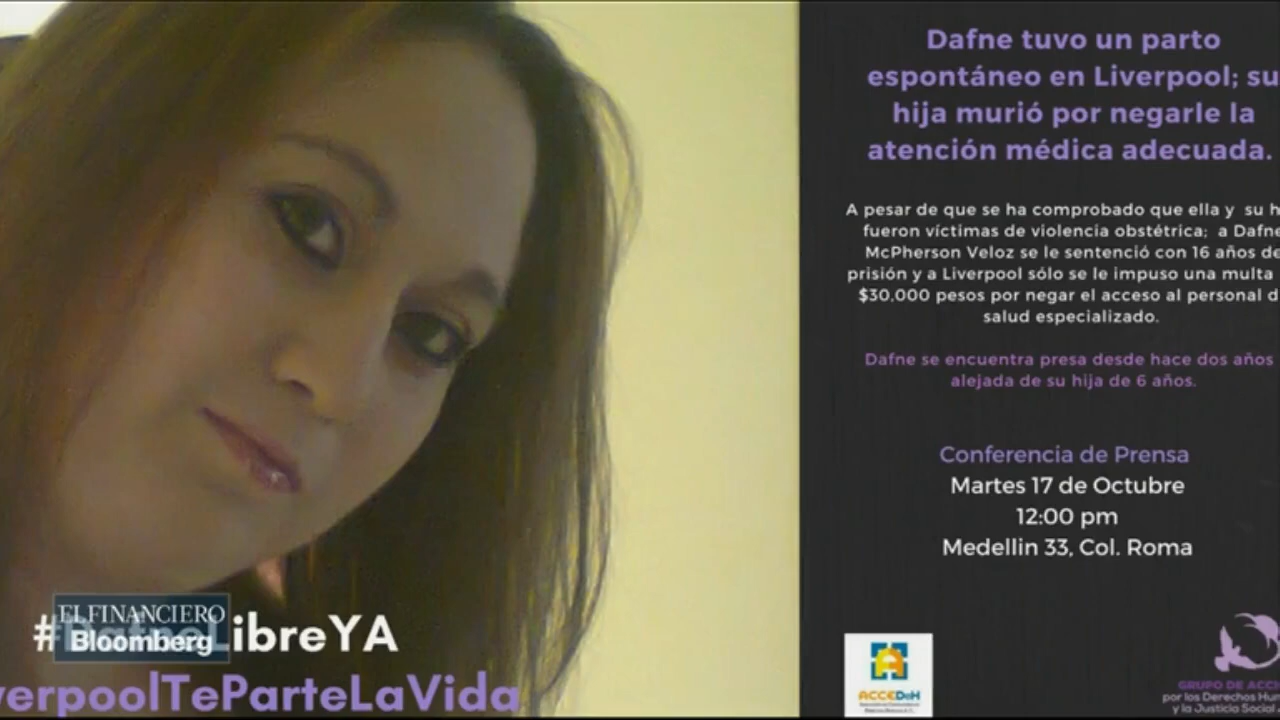 Dafne tuvo un parto
espontáneo en Liverpool; su
hija murió por negarle la
atención médica adecuada.
A pesar de que se ha comprobado que ella y su h
fueron víctimas de violencia obstétrica; a Dafne
McPherson Veloz se le sentenció con 16 años de
prisión y a Liverpool sólo se le impuso una multa
$30,000 pesos por negar el acceso al personal d
salud especializado.
Dafne se encuentra presa desde hace dos años
alejada de su hija de 6 años.
Conferencia de Prensa
Martes 17 de Octubre
12:00 pm
Medellin 33, Col. Roma
#DafneLibreYA
EL FINANCIERO
Bloomberg
verpoolTeParteLaVida
ACCEDeH
GRUPO DE ACCI
por los Derechos Hum
y la Justicia Social